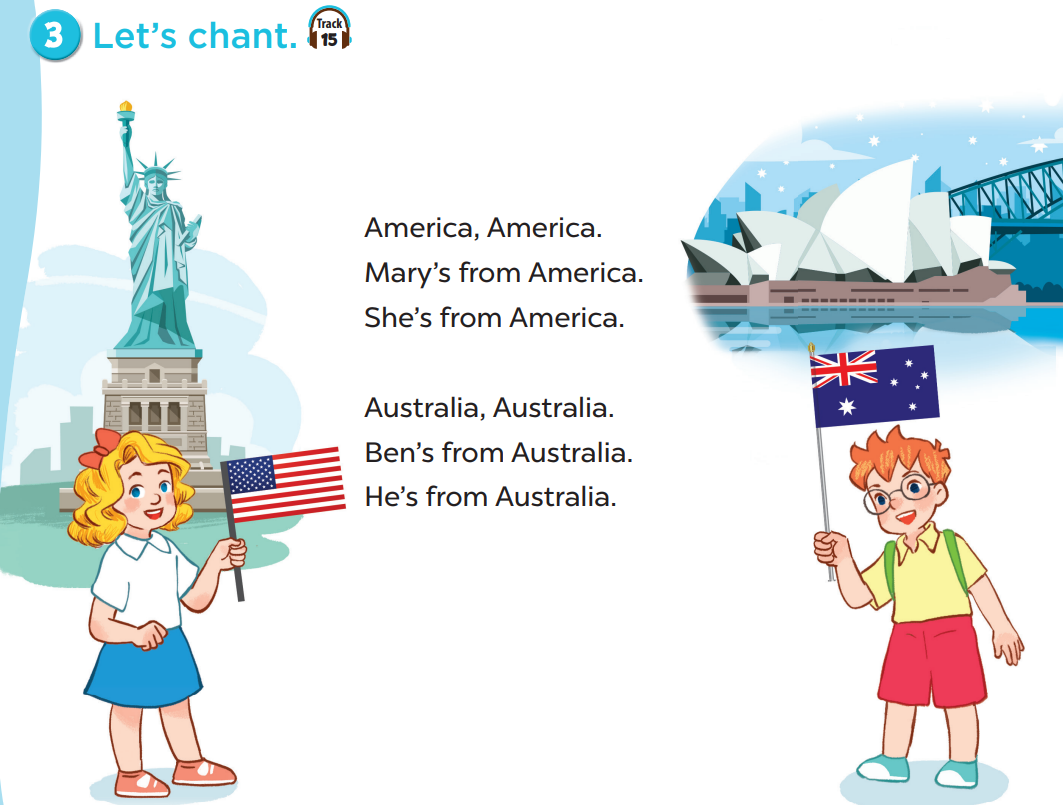 3 Let’s chant. Track 15
America, America.
Mary’s from America.
She’s from America.
Australia, Australia.
Ben’s from Australia.
He’s from Australia.